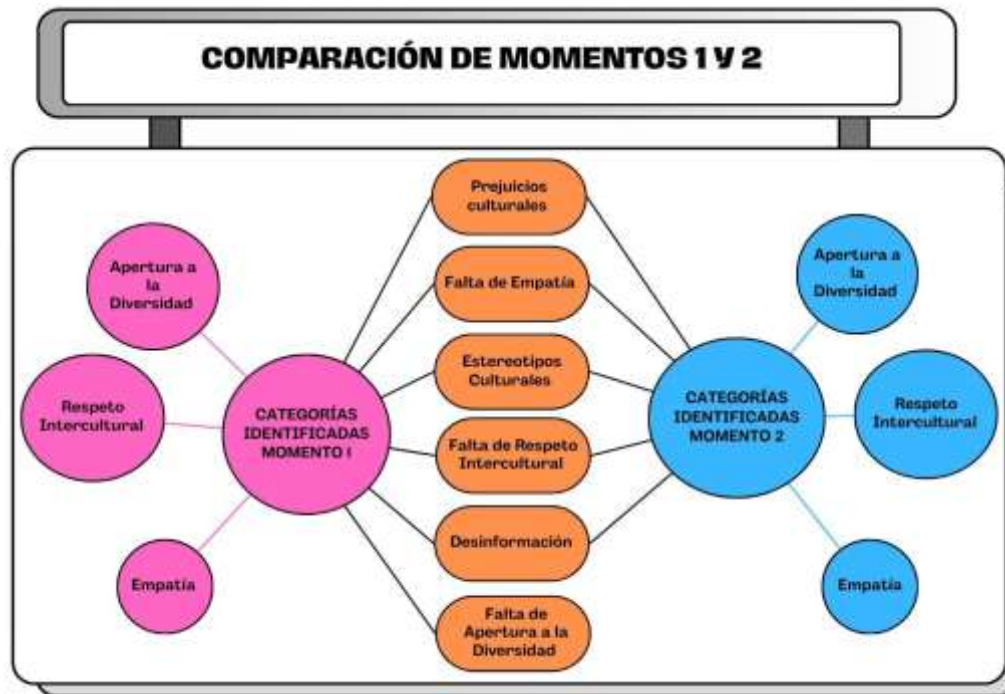 COMPARACIÓN DE MOMENTOS 1 Y 2
Prejuicios
culturales
Apertura a
la
Diversidad
Falta de Empatía
Apertura a
la
Diversidad
Estereotipos
Culturales
Respeto
Intercultural
CATEGORÍAS
IDENTIFICADAS
MOMENTO 1
CATEGORÍAS
IDENTIFICADAS
MOMENTO 2
Respeto
Intercultural
Falta de Respeto
Intercultural
Desinformación
Empatía
Empatía
Falta de
Apertura a la
Diversidad